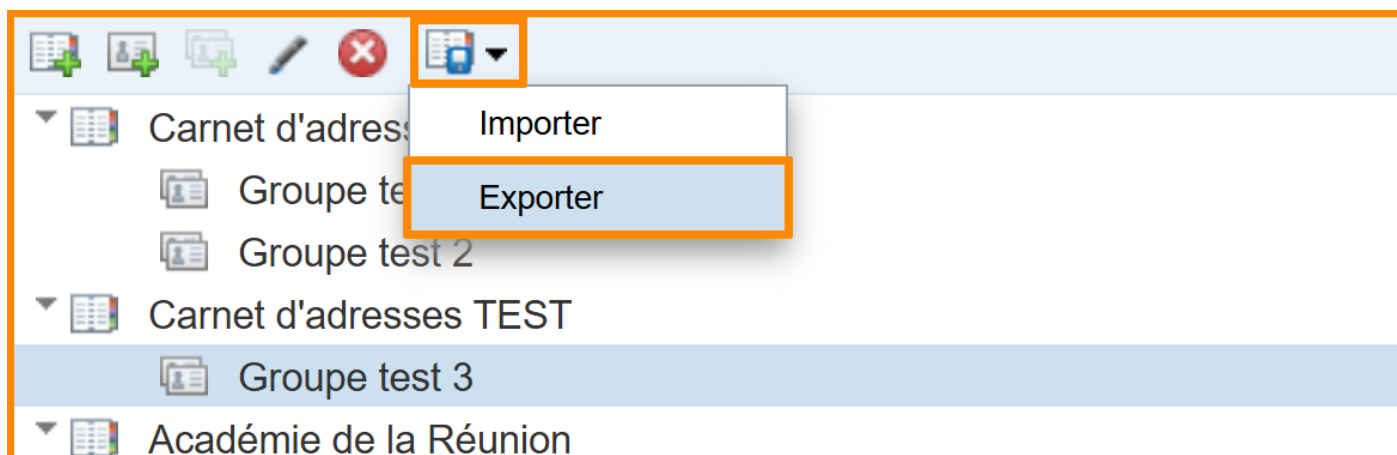 Carnet d'adress
Importer
Groupe te
Exporter
Groupe test 2
Carnet d'adresses TEST
Groupe test 3
Académie de la Réunion